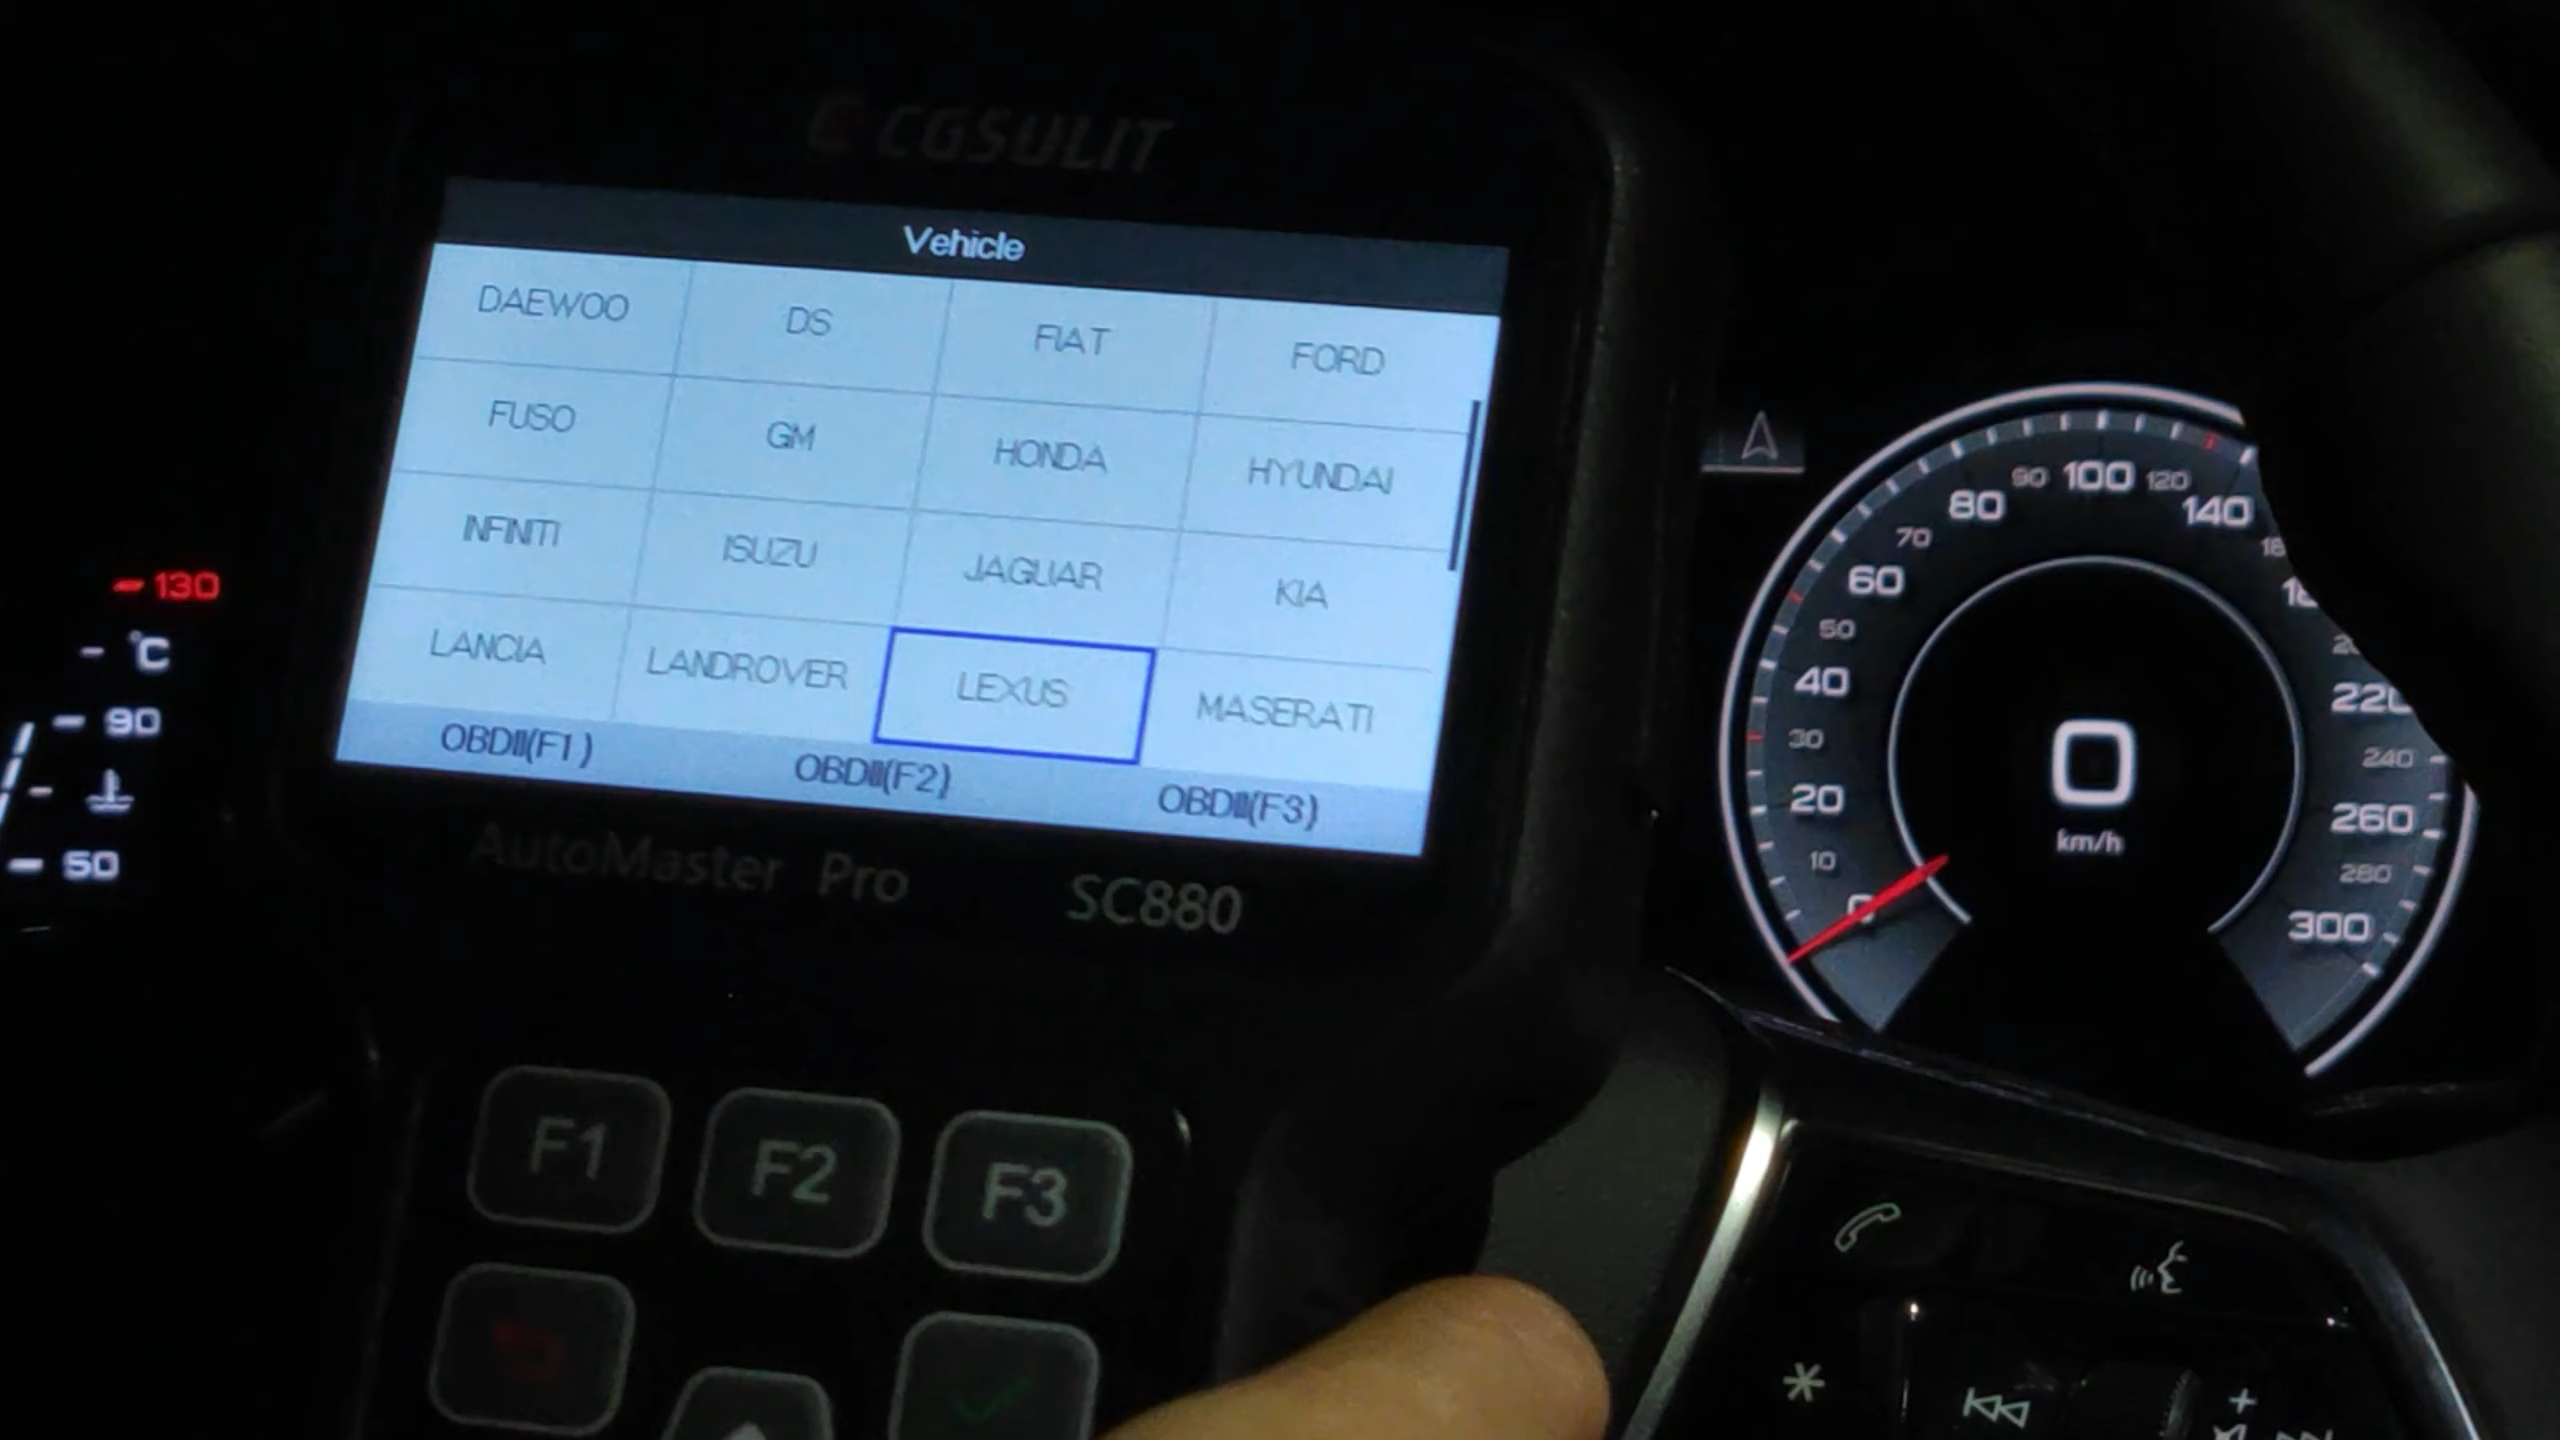 CGSULIT
Vehicle
DAEWOO DS FIAT FORD
FUSO GM HONDA HYUNDAI
INFINITI ISUZU JAGUAR KIA
LANCIA LANDROVER LEXUS MASERATI
OBDII(F1) OBDII(F2) OBDII(F3)
AutoMaster Pro SC880
F1 F2 F3
130
°C
90
50
0 10 20 30 40 50 60 70 80 90 100 120 140
220 240 260 280 300
0
km/h